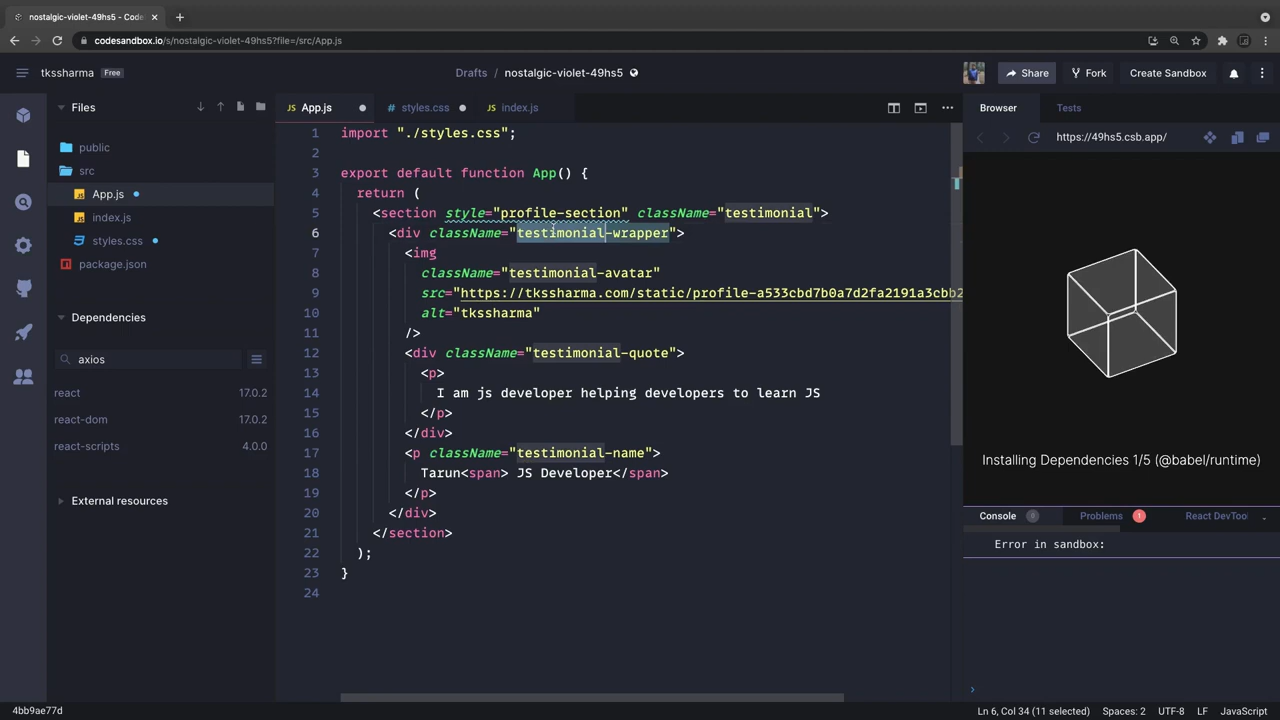 nostalgic-violet-49hs5 - Code
codesandbox.io/s/nostalgic-violet-49hs5?file=/src/App.js
tkssharma Free
Drafts / nostalgic-violet-49hs5
Share Fork Create Sandbox
Files
public
src
App.js
index.js
styles.css
package.json
Dependencies
axios
react 17.0.2
react-dom 17.0.2
react-scripts 4.0.0
External resources
App.js styles.css index.js
1 import "./styles.css";
2
3 export default function App() {
4 return (
5 <section style="profile-section" className="testimonial">
6 <div className="testimonial-wrapper">
7 <img
8 className="testimonial-avatar"
9 src="https://tkssharma.com/static/profile-a533cbd7b0a7d2fa2191a3cbb2
10 alt="tkssharma"
11 />
12 <div className="testimonial-quote">
13 <p>
14 I am js developer helping developers to learn JS
15 </p>
16 </div>
17 <p className="testimonial-name">
18 Tarun<span> JS Developer</span>
19 </p>
20 </div>
21 </section>
22 );
23 }
24
Browser Tests
https://49hs5.csb.app/
Installing Dependencies 1/5 (@babel/runtime)
Console 0 Problems 1 React DevToo
Error in sandbox:
4bb9ae77d
Ln 6, Col 34 (11 selected) Spaces: 2 UTF-8 LF JavaScript